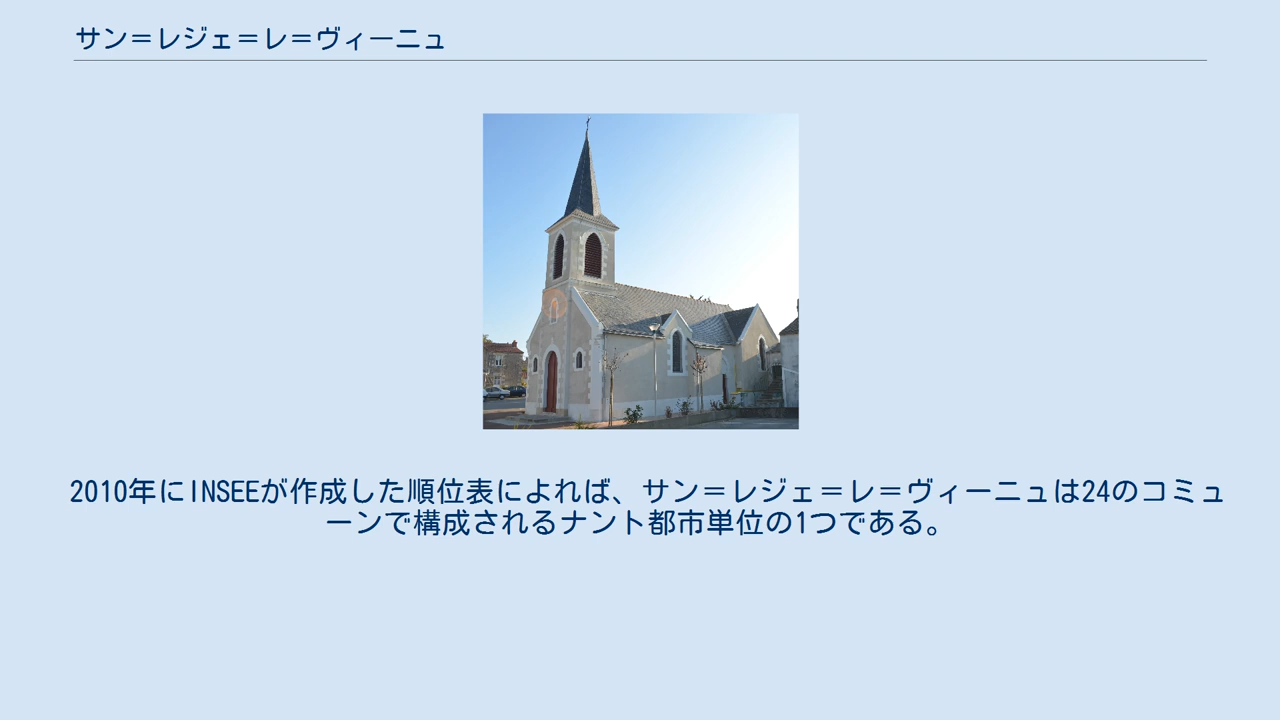 サン＝レジェ＝レ＝ヴィーニュ
2010年にINSEEが作成した順位表によれば、サン＝レジェ＝レ＝ヴィーニュは24のコミュ
ーンで構成されるナント都市単位の1つである。